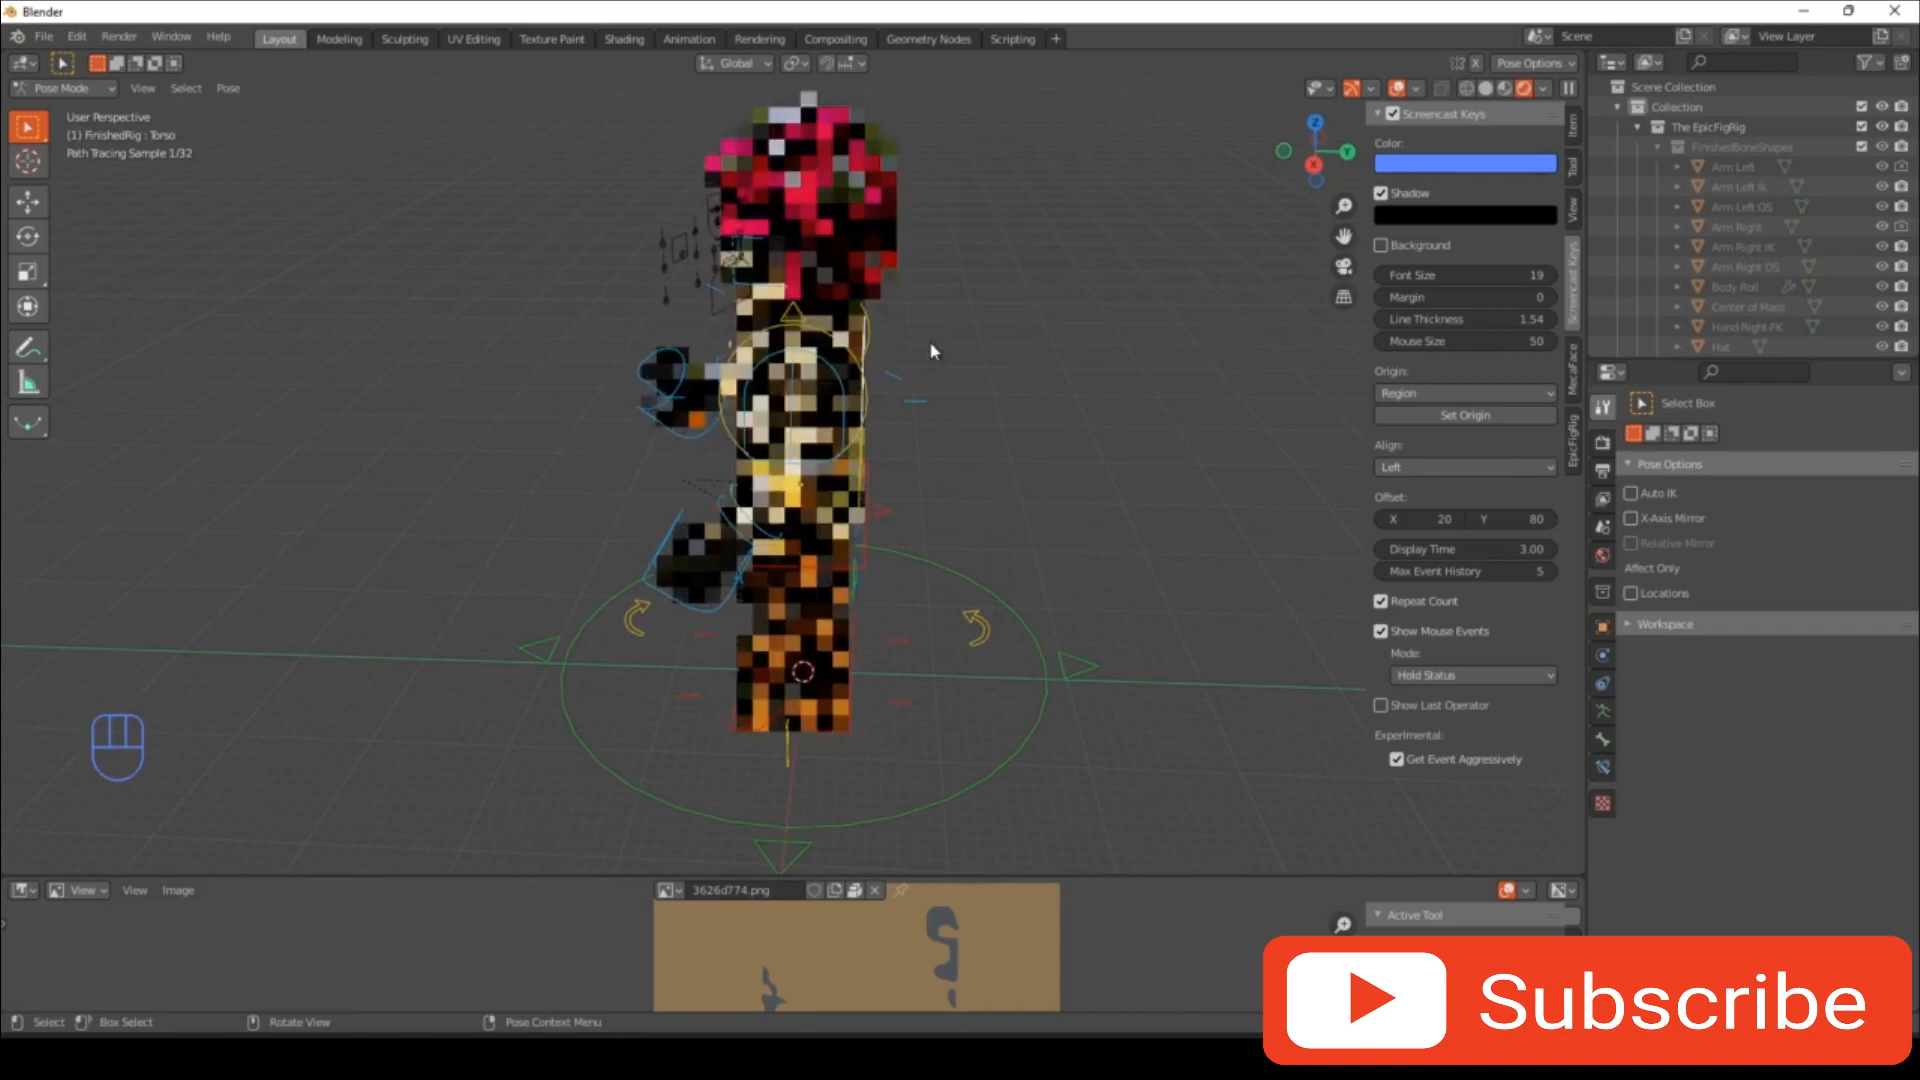 Blender
File Edit Render Window Help Layout Modeling Sculpting UV Editing Texture Paint Shading Animation Rendering Compositing Geometry Nodes Scripting + Scene View Layer
Global X Pose Options
Pose Mode View Select Pose
User Perspective
(1) FinishedRig : Torso
Path Tracing Sample 1/32
Z
Y
X
Screencast Keys
Color:
Shadow
Background
Font Size 19
Margin 0
Line Thickness 1.54
Mouse Size 50
Origin:
Region
Set Origin
Align:
Left
Offset:
X 20 Y 80
Display Time 3.00
Max Event History 5
Repeat Count
Show Mouse Events
Mode:
Hold Status
Show Last Operator
Experimental:
Get Event Aggressively
Item
Tool
View
Screencast Keys
MecaFace
EpicFigRig
Scene Collection
Collection
The EpicFigRig
FinishedBoneShapes
Arm Left
Arm Left Ik
Arm Left OS
Arm Right
Arm Right IK
Arm Right OS
Body Roll
Center of Mass
Hand-Right-FK
Hat
Select Box
Pose Options
Auto IK
X-Axis Mirror
Relative Mirror
Affect Only
Locations
Workspace
View View Image 3626d774.png
Active Tool
Select Box Select Rotate View Pose Context Menu
Subscribe